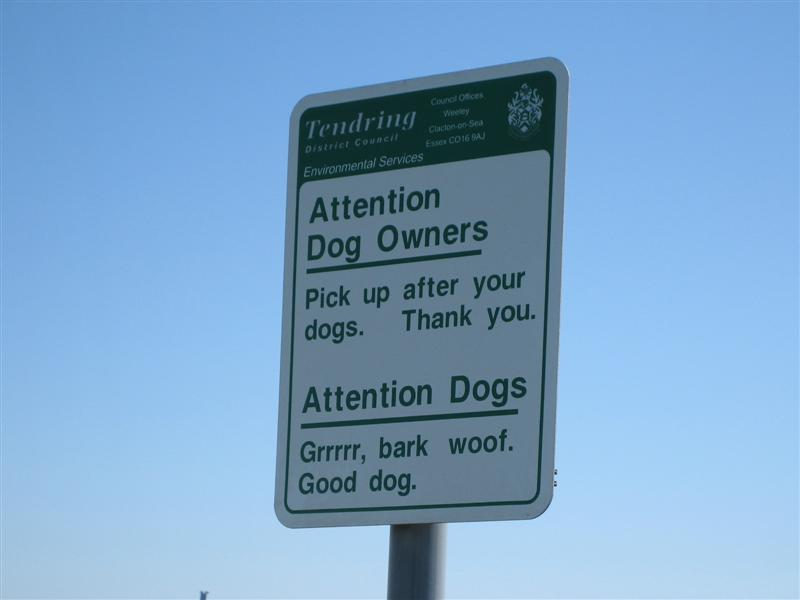 Tendring
District Council
Council Offices
Weeley
Clacton-on-Sea
Essex CO16 9AJ
Environmental Services
Attention
Dog Owners
Pick up after your
dogs. Thank you.
Attention Dogs
Grrrrr, bark woof.
Good dog.